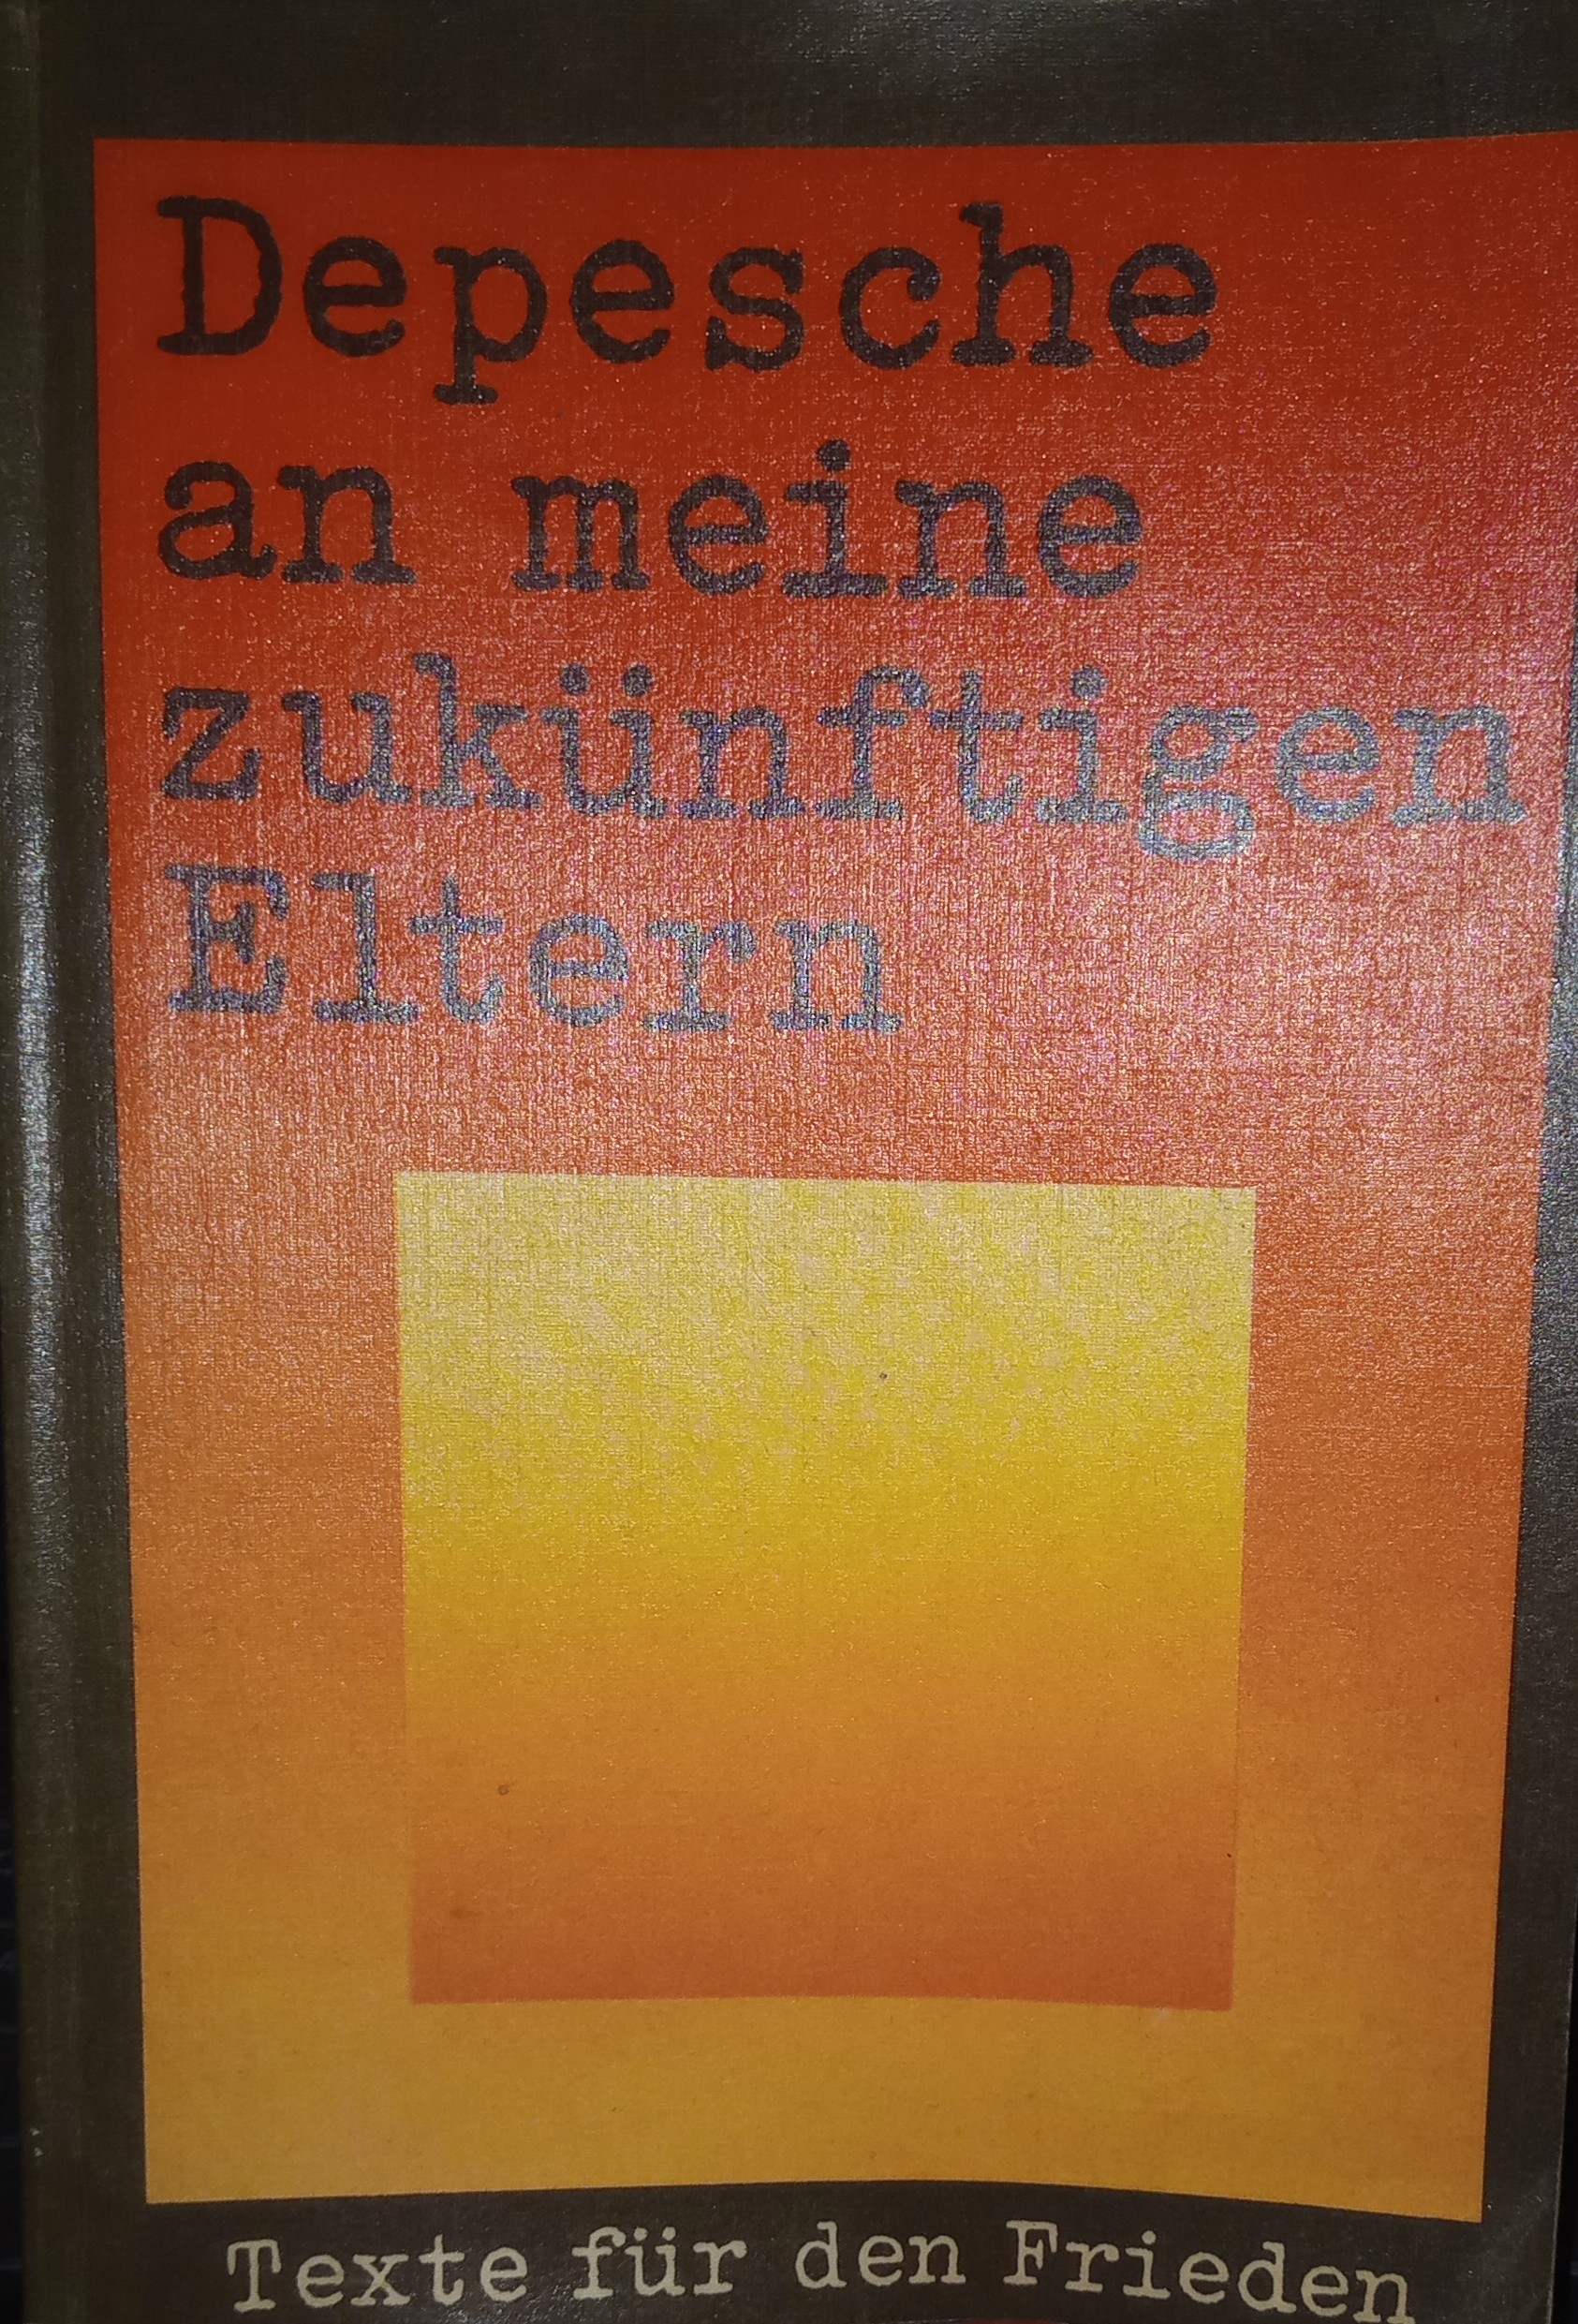 Depesche
an meine
zukünftigen
Eltern
Texte für den Frieden